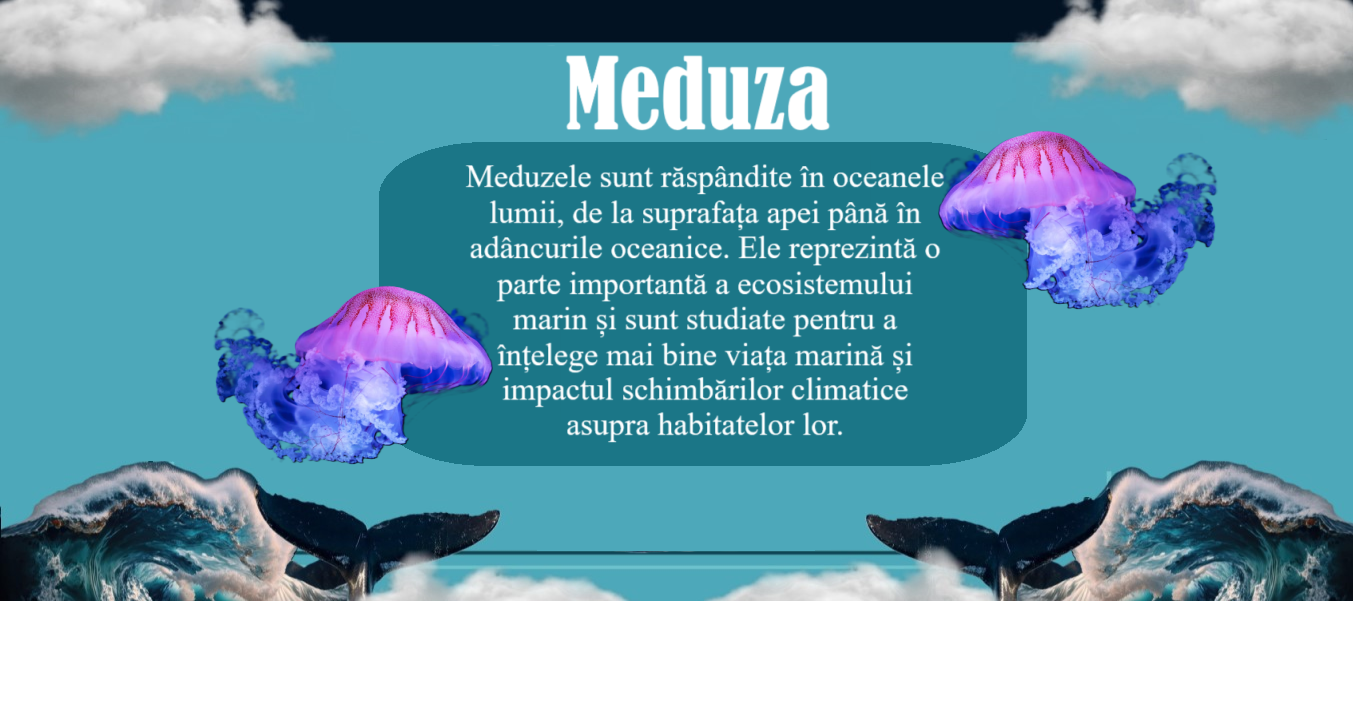 Meduza
Meduzele sunt răspândite în oceanele
lumii, de la suprafața apei până în
adâncurile oceanice. Ele reprezintă o
parte importantă a ecosistemului
marin și sunt studiate pentru a
înțelege mai bine viața marină și
impactul schimbărilor climatice
asupra habitatelor lor.